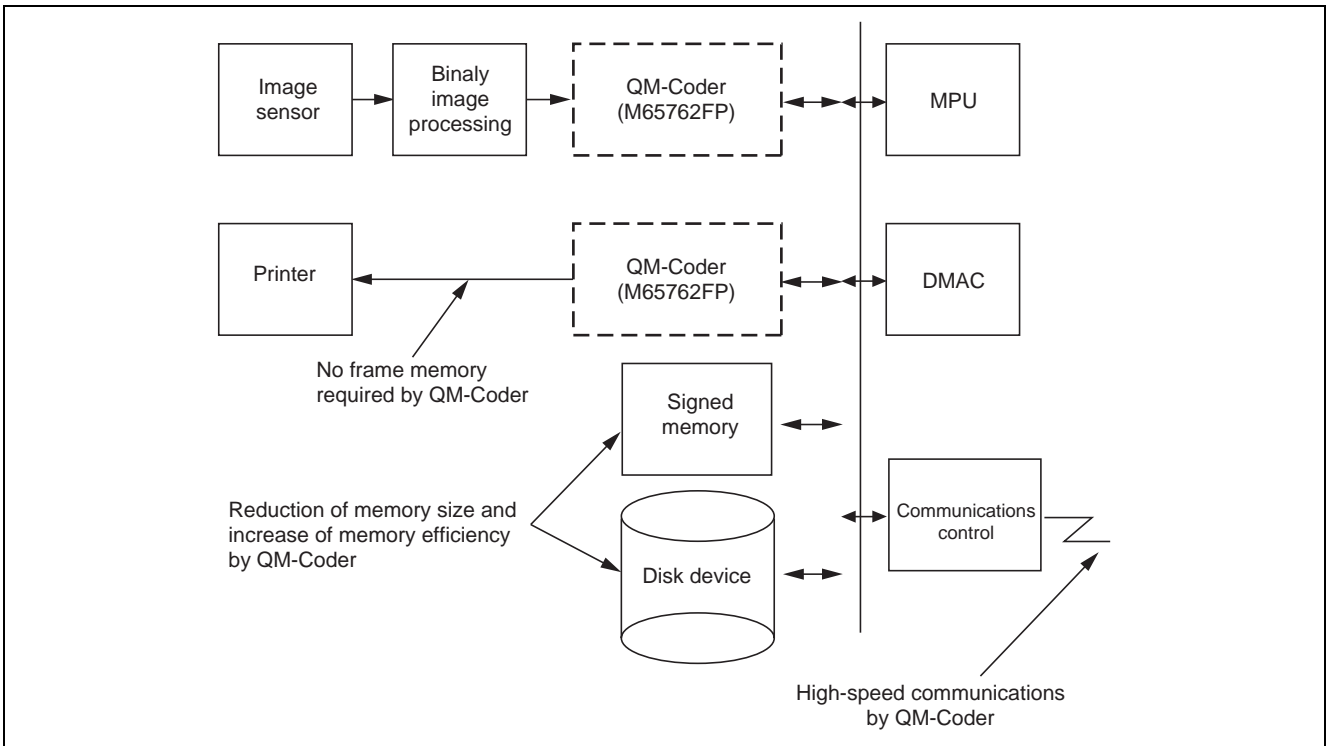 Image
sensor
Binaly
image
processing
QM-Coder
(M65762FP)
MPU
Printer
QM-Coder
(M65762FP)
DMAC
No frame memory
required by QM-Coder
Signed
memory
Reduction of memory size and
increase of memory efficiency
by QM-Coder
Communications
control
Disk device
High-speed communications
by QM-Coder